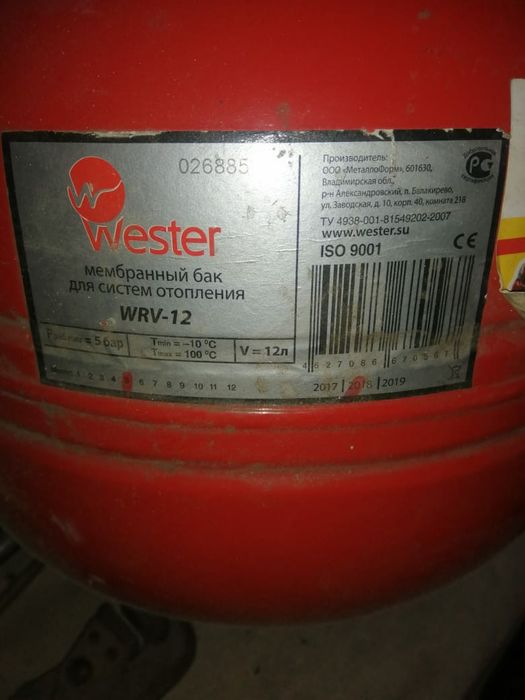 026885
Wester
мембранный бак
для систем отопления
WRV-12
= 5 бар
Tmin = –10 °C
Tmax = 100 °C
V = 12л
1 2 3 4 5 6 7 8 9 10 11 12
Производитель:
ООО «МеталлоФорм», 601630,
Владимирская обл.,
р-н Александровский, п. Балакирево,
ул. Заводская, д. 10, корп. 40, комната 218
ТУ 4938-001-81549202-2007
www.wester.su
ISO 9001
CE
4 627086 670567
2017 | 2018 | 2019